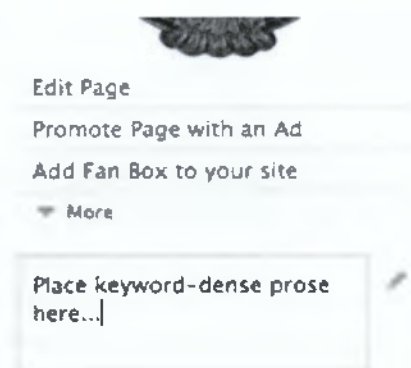 Edit Page
Promote Page with an Ad
Add Fan Box to your site
More
Place keyword-dense prose
here...